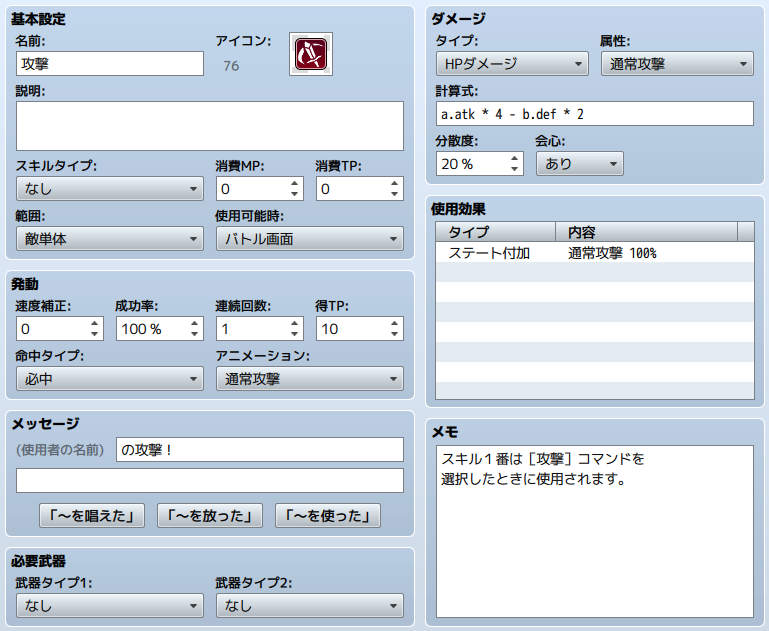 基本設定
名前:
アイコン:
攻撃
76
説明:
スキルタイプ:
消費MP:
消費TP:
なし
0
0
範囲:
使用可能時:
敵単体
バトル画面
発動
速度補正:
成功率:
連続回数:
得TP:
0
100 %
1
10
命中タイプ:
アニメーション:
必中
通常攻撃
メッセージ
(使用者の名前)
の攻撃！
「～を唱えた」
「～を放った」
「～を使った」
必要武器
武器タイプ1:
武器タイプ2:
なし
なし
ダメージ
タイプ:
属性:
HPダメージ
通常攻撃
計算式:
a.atk * 4 - b.def * 2
分散度:
会心:
20 %
あり
使用効果
タイプ
内容
ステート付加
通常攻撃 100%
メモ
スキル１番は［攻撃］コマンドを
選択したときに使用されます。